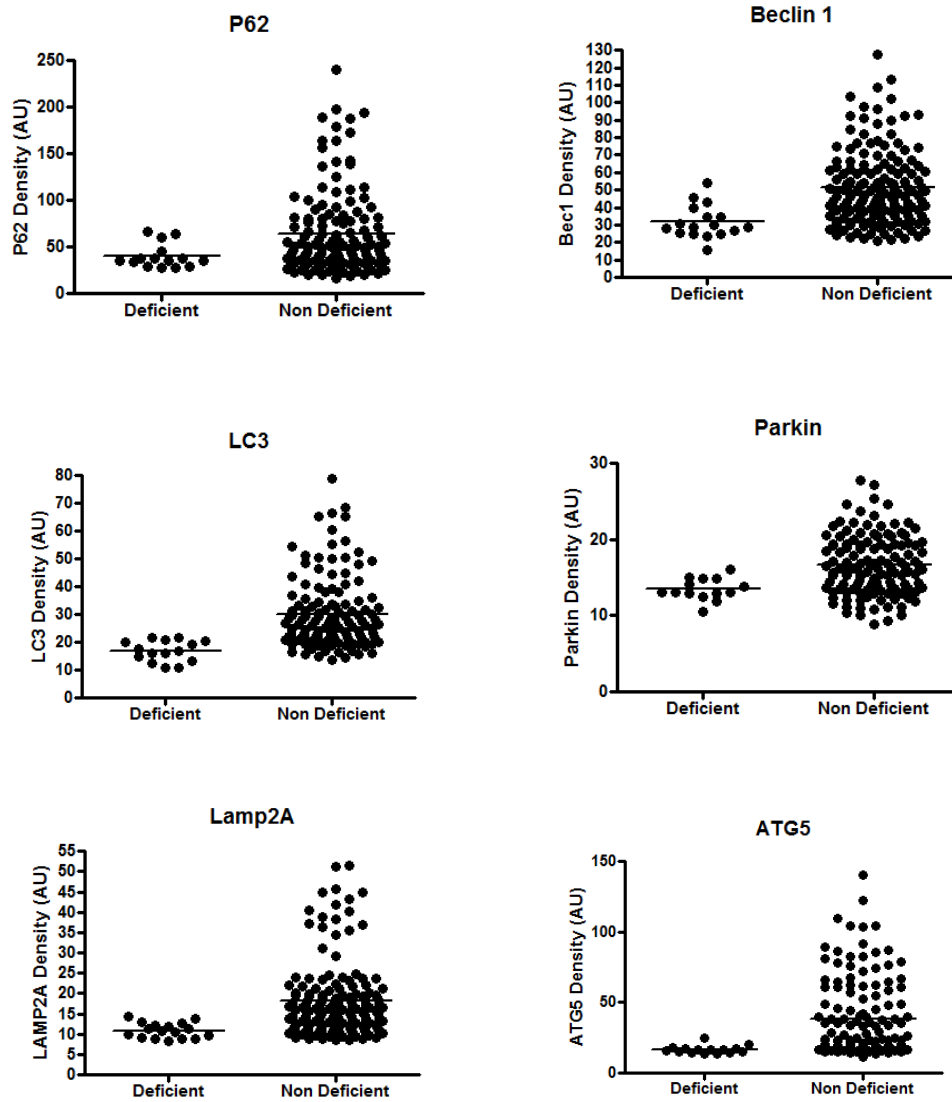 P62
P62 Density (AU)
250
200
150
100
50
0
Deficient Non Deficient
Beclin 1
Bec1 Density (AU)
130
120
110
100
90
80
70
60
50
40
30
20
10
0
Deficient Non Deficient
LC3
LC3 Density (AU)
80
70
60
50
40
30
20
10
0
Deficient Non Deficient
Parkin
Parkin Density (AU)
30
20
10
0
Deficient Non Deficient
Lamp2A
LAMP2A Density (AU)
55
50
45
40
35
30
25
20
15
10
5
0
Deficient Non Deficient
ATG5
ATG5 Density (AU)
150
100
50
0
Deficient Non Deficient